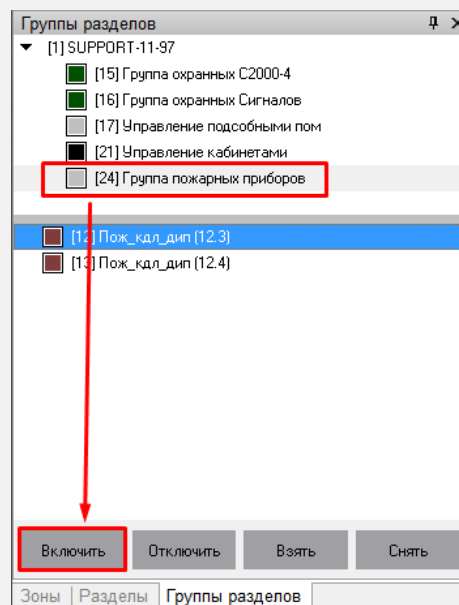 Группы разделов
[1] SUPPORT-11-97
[15] Группа охранных С2000-4
[16] Группа охранных Сигналов
[17] Управление подсобными пом
[21] Управление кабинетами
[24] Группа пожарных приборов
[12] Пож_кдл_дип (12.3)
[13] Пож_кдл_дип (12.4)
Включить Отключить Взять Снять
Зоны Разделы Группы разделов